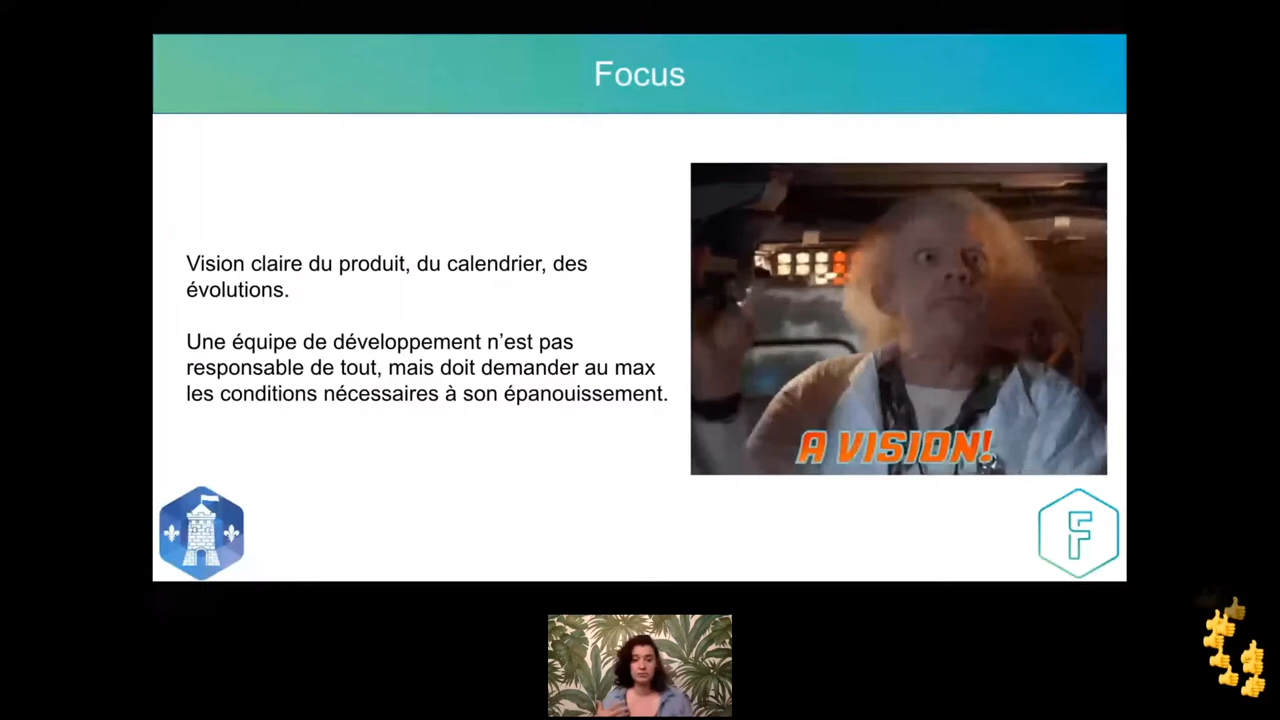 Focus
Vision claire du produit, du calendrier, des
évolutions.
Une équipe de développement n’est pas
responsable de tout, mais doit demander au max
les conditions nécessaires à son épanouissement.
A VISION!
F